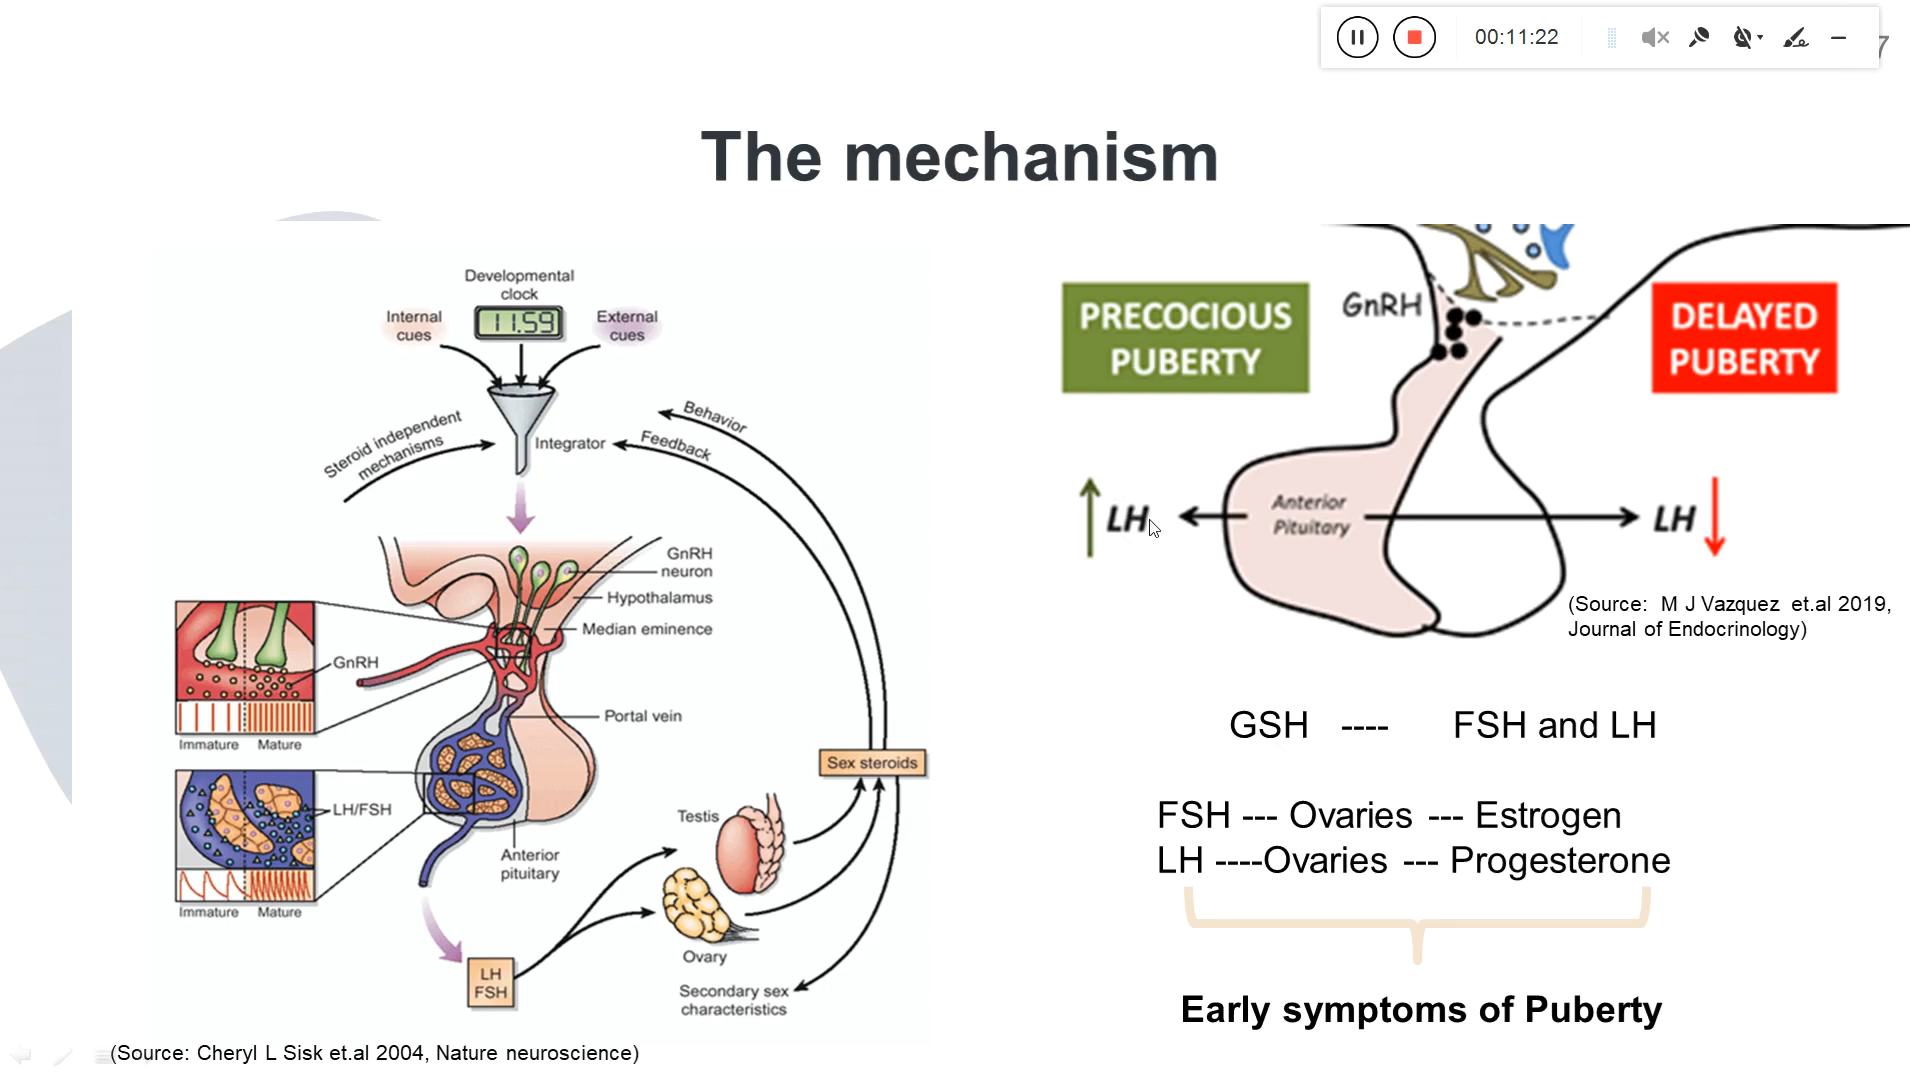 00:11:22
7
The mechanism
Developmental
clock
11:59
Internal
cues
External
cues
Steroid independent
mechanisms
Integrator
Behavior
Feedback
GnRH
neuron
Hypothalamus
Median eminence
GnRH
Immature Mature
Portal vein
LH/FSH
Immature Mature
Anterior
pituitary
LH
FSH
Testis
Ovary
Sex steroids
Secondary sex
characteristics
(Source: Cheryl L Sisk et.al 2004, Nature neuroscience)
PRECOCIOUS
PUBERTY
GnRH
DELAYED
PUBERTY
LH
Anterior
Pituitary
LH
(Source: M J Vazquez et.al 2019,
Journal of Endocrinology)
GSH ---- FSH and LH
FSH --- Ovaries --- Estrogen
LH ----Ovaries --- Progesterone
Early symptoms of Puberty